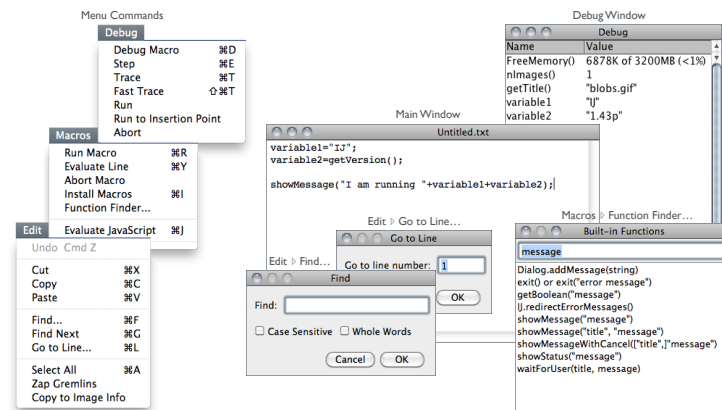 Menu Commands
Debug
Debug Macro ⌘D
Step ⌘E
Trace ⌘T
Fast Trace ⇧⌘T
Run
Run to Insertion Point
Abort
Macros
Run Macro ⌘R
Evaluate Line ⌘Y
Abort Macro
Install Macros ⌘I
Function Finder...
Evaluate JavaScript ⌘J
Edit
Undo Cmd Z
Cut ⌘X
Copy ⌘C
Paste ⌘V
Find... ⌘F
Find Next ⌘G
Go to Line... ⌘L
Select All ⌘A
Zap Gremlins
Copy to Image Info
Main Window
Untitled.txt
variable1="IJ";
variable2=getVersion();
showMessage("I am running "+variable1+variable2);
Edit ▷ Go to Line…
Go to Line
Go to line number: 1
OK
Edit ▷ Find…
Find
Find:
Case Sensitive Whole Words
Cancel OK
Debug Window
Debug
Name Value
FreeMemory() 6878K of 3200MB (<1%)
nImages() 1
getTitle() "blobs.gif"
variable1 "IJ"
variable2 "1.43p"
Macros ▷ Function Finder…
Built-in Functions
message
Dialog.addMessage(string)
exit() or exit("error message")
getBoolean("message")
IJ.redirectErrorMessages()
showMessage("message")
showMessage("title", "message")
showMessageWithCancel(["title",]"message")
showStatus("message")
waitForUser(title, message)